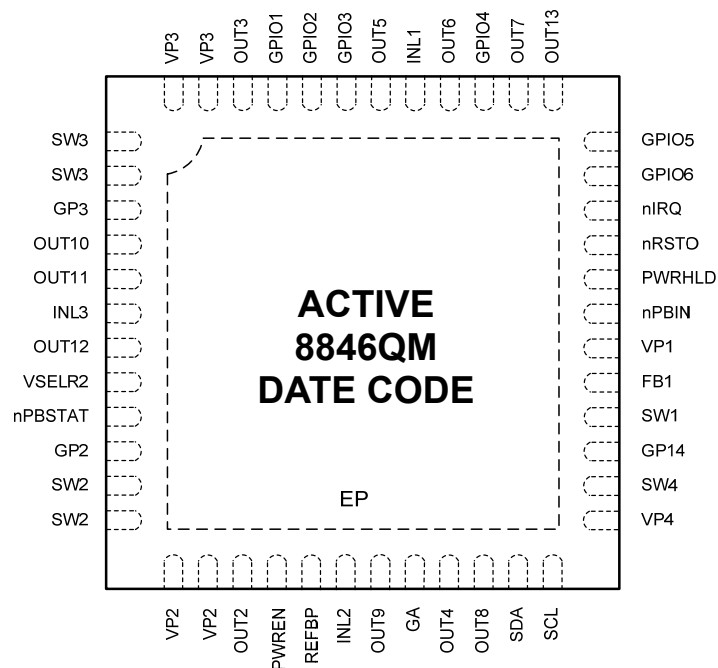 VP3
VP3
OUT3
GPIO1
GPIO2
GPIO3
OUT5
INL1
OUT6
GPIO4
OUT7
OUT13
SW3
SW3
GP3
OUT10
OUT11
INL3
OUT12
VSELR2
nPBSTAT
GP2
SW2
SW2
ACTIVE
8846QM
DATE CODE
EP
GPIO5
GPIO6
nIRQ
nRSTO
PWRHLD
nPBIN
VP1
FB1
SW1
GP14
SW4
VP4
VP2
VP2
OUT2
PWREN
REFBP
INL2
OUT9
GA
OUT4
OUT8
SDA
SCL